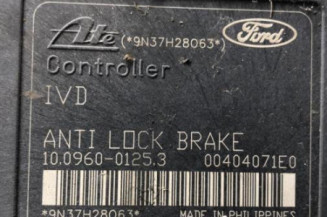 Ate (*9N37H28063*) Ford
Controller
IVD
ANTI LOCK BRAKE
10.0960-0125.3 00404071E0
*9N37H28063* MADE IN PHILIPPINES